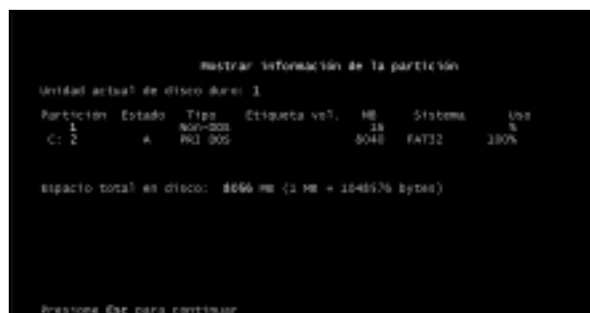 Mostrar información de la partición
Unidad actual de disco duro: 1
Partición Estado Tipo Etiqueta vol. MB Sistema Uso
1 Non-DOS 16 %
C: 2 A PRI DOS 8040 FAT32 100%
Espacio total en disco: 8056 MB (1 MB = 1048576 bytes)
Presione Esc para continuar